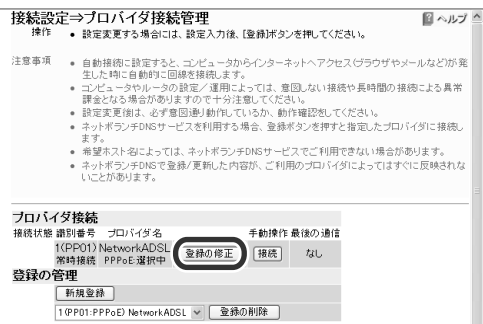 接続設定⇒プロバイダ接続管理
ヘルプ
操作
• 設定変更する場合には、設定入力後、[登録]ボタンを押してください。
注意事項
• 自動接続に設定すると、コンピュータからインターネットへアクセス(ブラウザやメールなど)が発
生した時に自動的に回線を接続します。
• コンピュータやルータの設定／運用によっては、意図しない接続や長時間の接続による異常
課金となる場合がありますので十分注意してください。
• 設定変更後は、必ず意図通り動作しているか、動作確認をしてください。
• ネットボランチDNSサービスを利用する場合、登録ボタンを押すと指定したプロバイダに接続し
ます。
• 希望ホスト名によっては、ネットボランチDNSサービスでご利用できない場合があります。
• ネットボランチDNSで登録/更新した内容が、ご利用のプロバイダによってはすぐに反映されな
いことがあります。
プロバイダ接続
接続状態 識別番号 プロバイダ名 手動操作 最後の通信
1(PP01) NetworkADSL 登録の修正 接続 なし
常時接続 PPPoE:選択中
登録の管理
新規登録
1(PP01:PPPoE) NetworkADSL 登録の削除